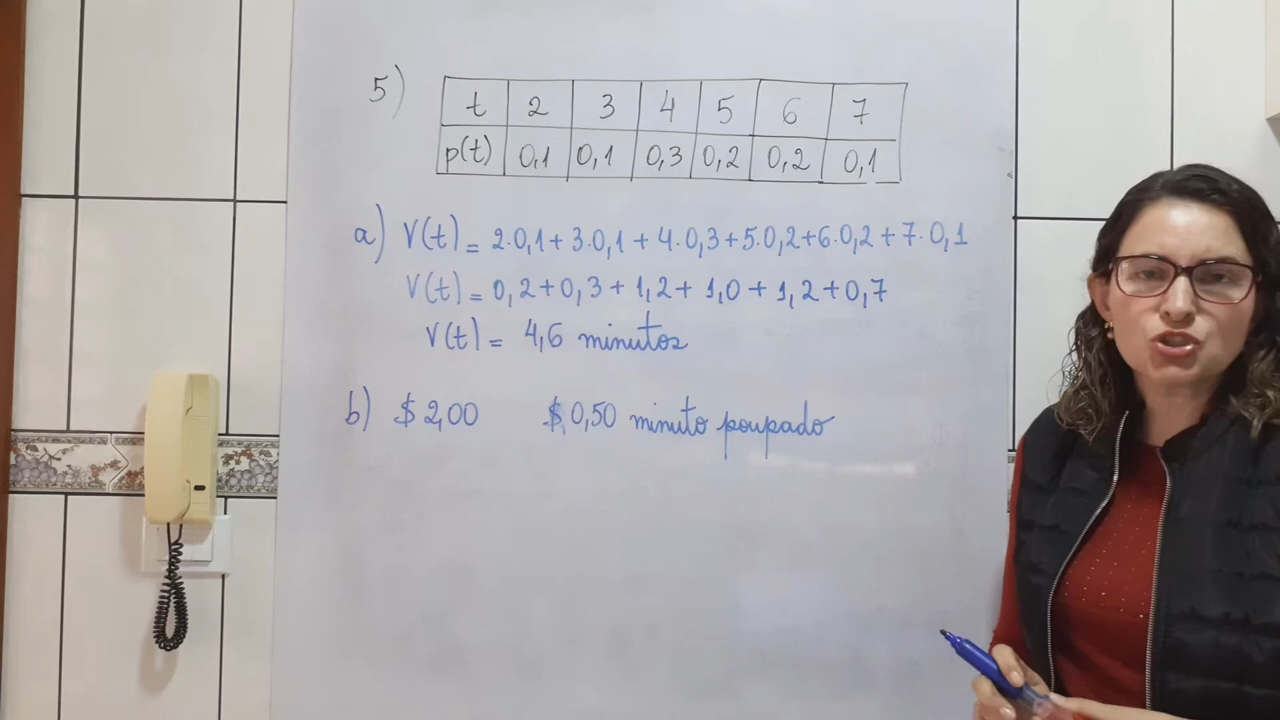 5)
t 2 3 4 5 6 7
p(t) 0,1 0,1 0,3 0,2 0,2 0,1
a) V(t) = 2.0,1 + 3.0,1 + 4.0,3 + 5.0,2 + 6.0,2 + 7.0,1
V(t) = 0,2 + 0,3 + 1,2 + 1,0 + 1,2 + 0,7
V(t) = 4,6 minutos
b) $ 2,00 $ 0,50 minuto poupado